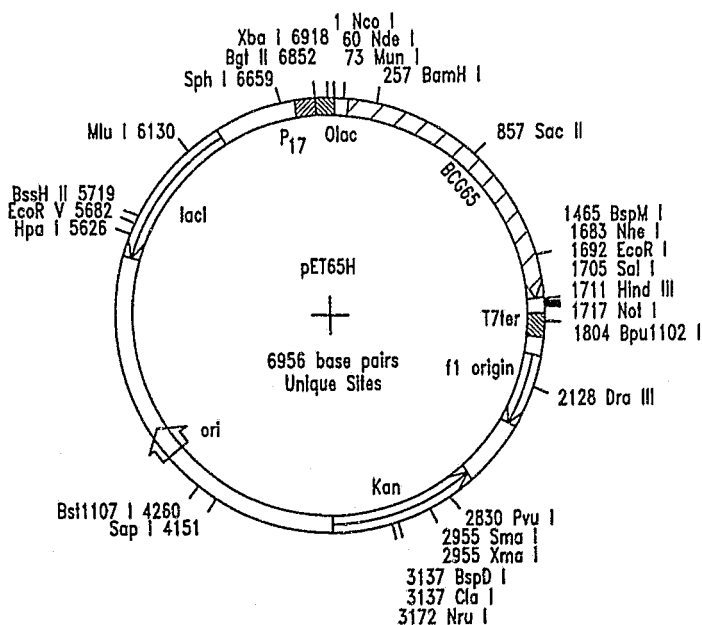 1 Nco I
Xba I 6918
60 Nde I
Bgt II 6852
73 Mun I
Sph I 6659
257 BamH I
Mlu I 6130
P17
Olac
857 Sac II
BCG65
BssH II 5719
EcoR V 5682
Hpa I 5626
lacI
1465 BspM I
1683 Nhe I
1692 EcoR I
1705 Sal I
1711 Hind III
1717 Not I
1804 Bpu1102 I
pET65H
T7ter
6956 base pairs
Unique Sites
f1 origin
2128 Dra III
ori
Kan
Bst1107 I 4260
Sap I 4151
2830 Pvu I
2955 Sma I
2955 Xma I
3137 BspD I
3137 Cla I
3172 Nru I